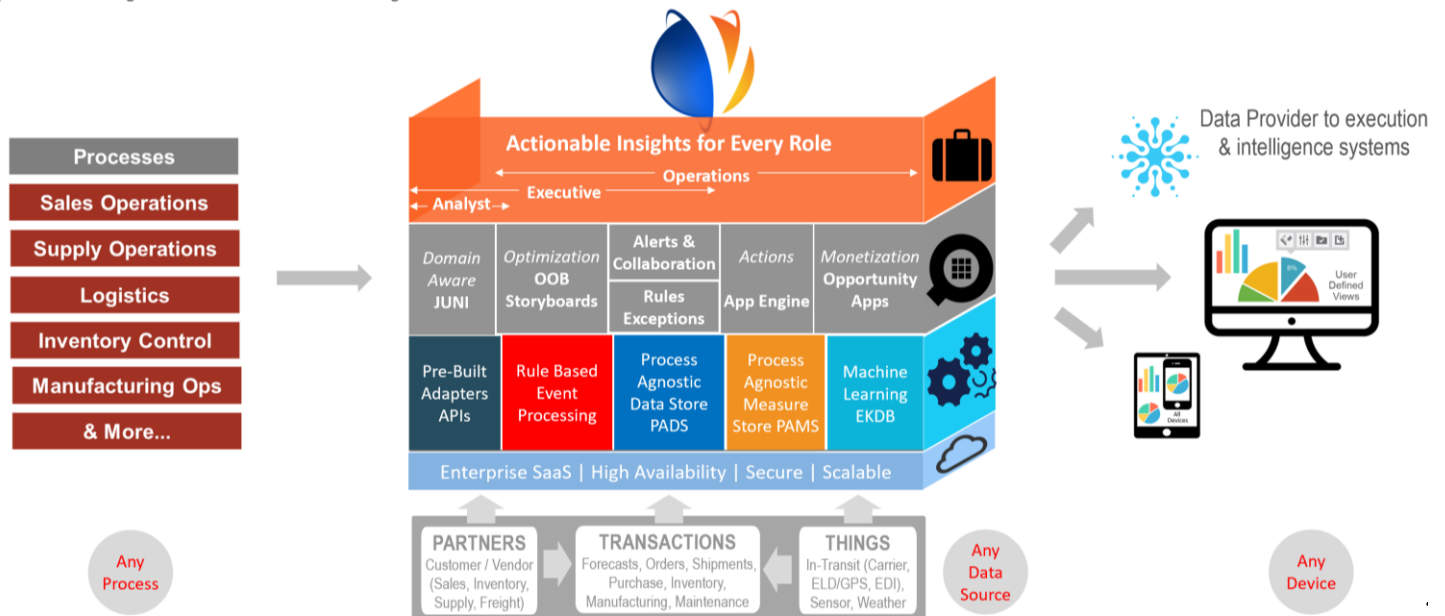 Processes
Sales Operations
Supply Operations
Logistics
Inventory Control
Manufacturing Ops
& More...
Any
Process
Actionable Insights for Every Role
Operations
Executive
Analyst
Domain
Aware
JUNI
Optimization
OOB
Storyboards
Alerts &
Collaboration
Rules
Exceptions
Actions
App Engine
Monetization
Opportunity
Apps
Pre-Built
Adapters
APIs
Rule Based
Event
Processing
Process
Agnostic
Data Store
PADS
Process
Agnostic
Measure
Store PAMS
Machine
Learning
EKDB
Enterprise SaaS | High Availability | Secure | Scalable
PARTNERS
Customer / Vendor
(Sales, Inventory,
Supply, Freight)
TRANSACTIONS
Forecasts, Orders, Shipments,
Purchase, Inventory,
Manufacturing, Maintenance
THINGS
In-Transit (Carrier,
ELD/GPS, EDI),
Sensor, Weather
Any
Data
Source
Data Provider to execution
& intelligence systems
6%
User
Defined
Views
All
Devices
Any
Device